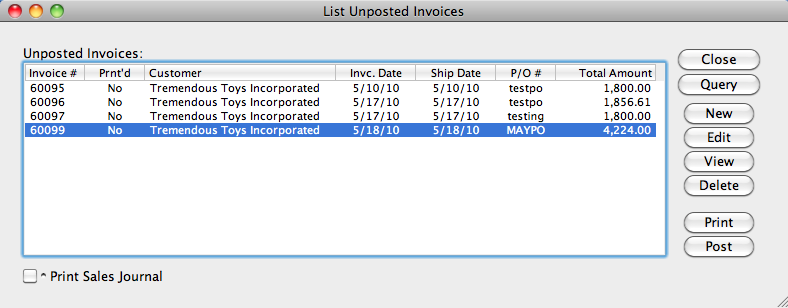 List Unposted Invoices
Unposted Invoices:
Invoice # Prnt'd Customer Invc. Date Ship Date P/O # Total Amount
60095 No Tremendous Toys Incorporated 5/10/10 5/10/10 testpo 1,800.00
60096 No Tremendous Toys Incorporated 5/17/10 5/17/10 testpo 1,856.61
60097 No Tremendous Toys Incorporated 5/17/10 5/17/10 testing 1,800.00
60099 No Tremendous Toys Incorporated 5/18/10 5/18/10 MAYPO 4,224.00
Close
Query
New
Edit
View
Delete
Print
Post
^ Print Sales Journal